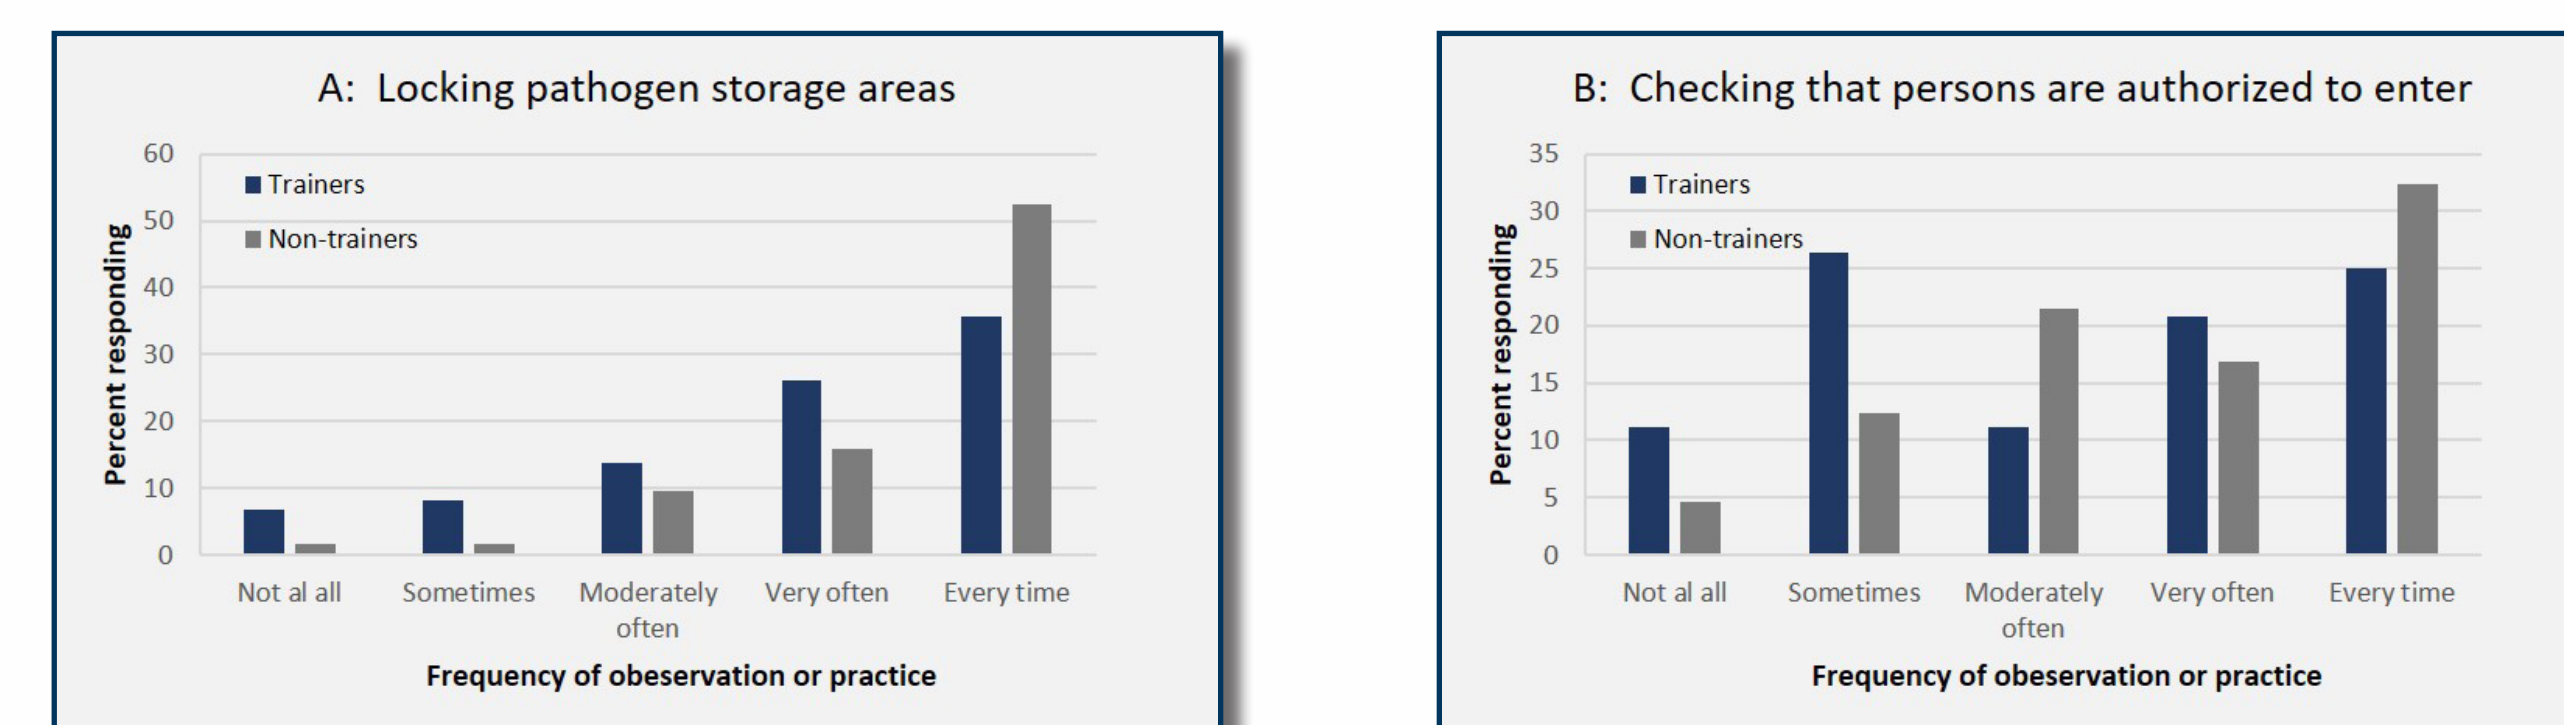 A: Locking pathogen storage areas
60
50
40
30
20
10
0
Percent responding
Trainers
Non-trainers
Not al all
Sometimes
Moderately
often
Very often
Every time
Frequency of obeservation or practice
B: Checking that persons are authorized to enter
35
30
25
20
15
10
5
0
Percent responding
Trainers
Non-trainers
Not al all
Sometimes
Moderately
often
Very often
Every time
Frequency of obeservation or practice